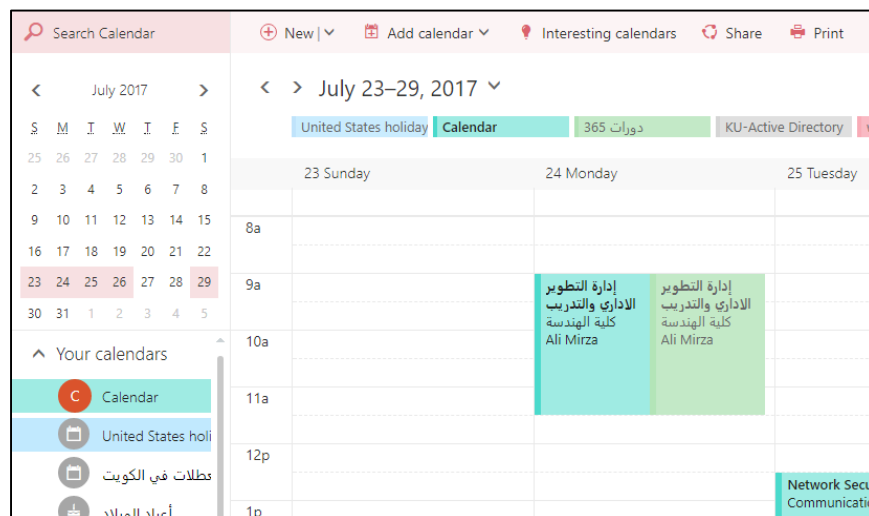 Search Calendar
New | Add calendar Interesting calendars Share Print
July 2017
S M T W T F S
25 26 27 28 29 30 1
2 3 4 5 6 7 8
9 10 11 12 13 14 15
16 17 18 19 20 21 22
23 24 25 26 27 28 29
30 31 1 2 3 4 5
Your calendars
C Calendar
United States holi
عطلات في الكويت
أعياد الميلاد
July 23–29, 2017
United States holiday Calendar دورات 365 KU-Active Directory
23 Sunday 24 Monday 25 Tuesday
8a
9a
10a
11a
12p
1p
إدارة التطوير
الاداري والتدريب
كلية الهندسة
Ali Mirza
إدارة التطوير
الاداري والتدريب
كلية الهندسة
Ali Mirza
Network Secu
Communicati